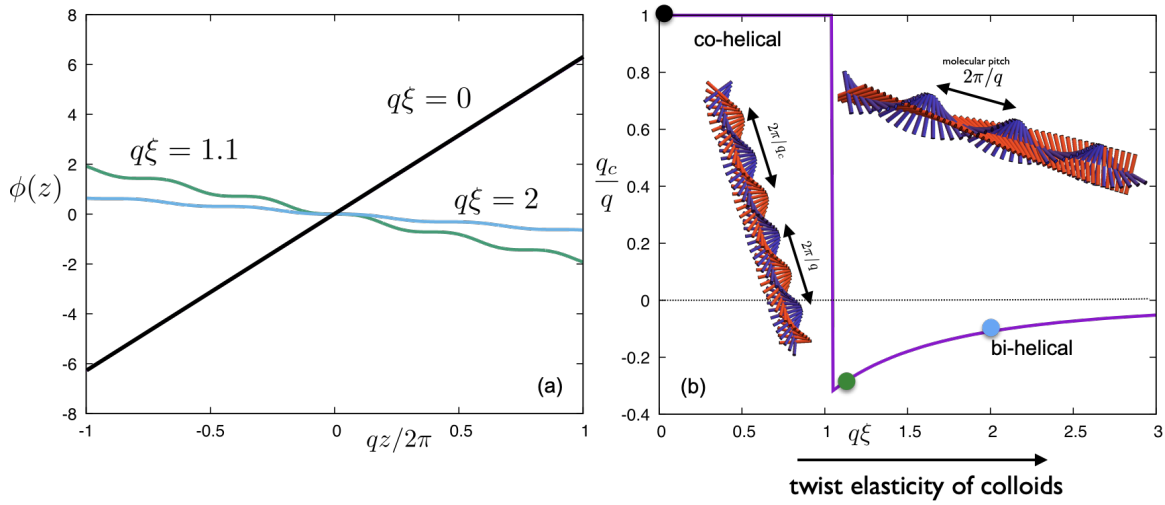 8
6
4
2
0
-2
-4
-6
-8
ϕ(z)
qξ = 0
qξ = 1.1
qξ = 2
(a)
-1
-0.5
0
0.5
1
qz/2π
1
0.8
0.6
0.4
0.2
0
-0.2
-0.4
q_c
q
co-helical
molecular pitch
2π/q
2π/q_c
2π/q
bi-helical
(b)
0
0.5
1
qξ
1.5
2
2.5
3
twist elasticity of colloids